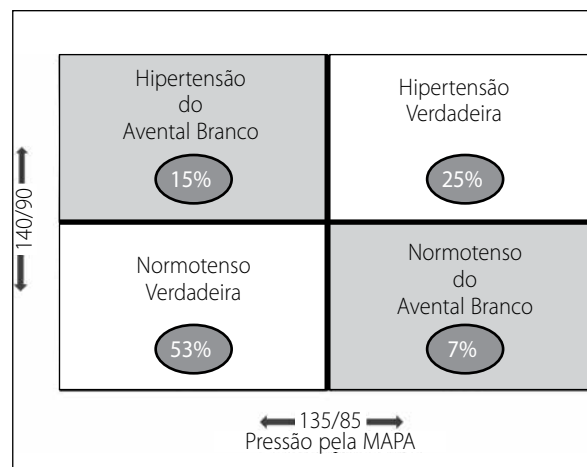 Hipertensão
do
Avental Branco
15%
Hipertensão
Verdadeira
25%
140/90
Normotenso
Verdadeira
53%
Normotenso
do
Avental Branco
7%
135/85
Pressão pela MAPA